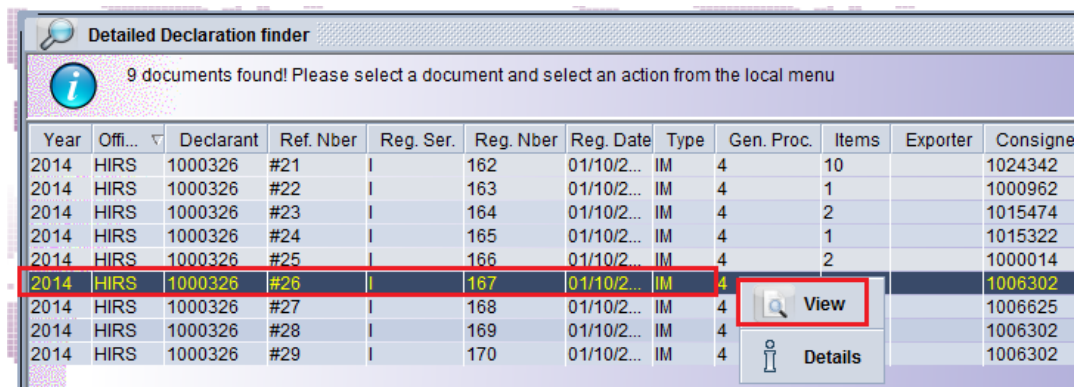 Detailed Declaration finder
9 documents found! Please select a document and select an action from the local menu
Year Offi... Declarant Ref. Nber Reg. Ser. Reg. Nber Reg. Date Type Gen. Proc. Items Exporter Consigne
2014 HIRS 1000326 #21 I 162 01/10/2... IM 4 10 1024342
2014 HIRS 1000326 #22 I 163 01/10/2... IM 4 1 1000962
2014 HIRS 1000326 #23 I 164 01/10/2... IM 4 2 1015474
2014 HIRS 1000326 #24 I 165 01/10/2... IM 4 1 1015322
2014 HIRS 1000326 #25 I 166 01/10/2... IM 4 2 1000014
2014 HIRS 1000326 #26 I 167 01/10/2... IM 4 1006302
View
2014 HIRS 1000326 #27 I 168 01/10/2... IM 4 1006625
2014 HIRS 1000326 #28 I 169 01/10/2... IM 4 1006302
2014 HIRS 1000326 #29 I 170 01/10/2... IM 4 1006302
Details